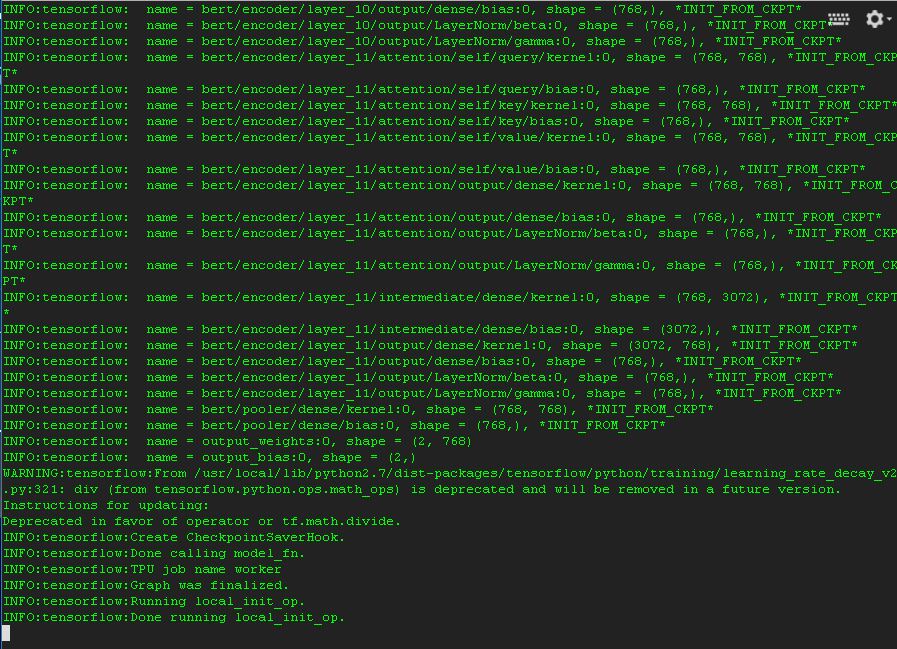 INFO:tensorflow:  name = bert/encoder/layer_10/output/dense/bias:0, shape = (768,), *INIT_FROM_CKPT*
INFO:tensorflow:  name = bert/encoder/layer_10/output/LayerNorm/beta:0, shape = (768,), *INIT_FROM_CKPT*
INFO:tensorflow:  name = bert/encoder/layer_10/output/LayerNorm/gamma:0, shape = (768,), *INIT_FROM_CKPT*
INFO:tensorflow:  name = bert/encoder/layer_11/attention/self/query/kernel:0, shape = (768, 768), *INIT_FROM_CKP
T*
INFO:tensorflow:  name = bert/encoder/layer_11/attention/self/query/bias:0, shape = (768,), *INIT_FROM_CKPT*
INFO:tensorflow:  name = bert/encoder/layer_11/attention/self/key/kernel:0, shape = (768, 768), *INIT_FROM_CKPT*
INFO:tensorflow:  name = bert/encoder/layer_11/attention/self/key/bias:0, shape = (768,), *INIT_FROM_CKPT*
INFO:tensorflow:  name = bert/encoder/layer_11/attention/self/value/kernel:0, shape = (768, 768), *INIT_FROM_CKP
T*
INFO:tensorflow:  name = bert/encoder/layer_11/attention/self/value/bias:0, shape = (768,), *INIT_FROM_CKPT*
INFO:tensorflow:  name = bert/encoder/layer_11/attention/output/dense/kernel:0, shape = (768, 768), *INIT_FROM_C
KPT*
INFO:tensorflow:  name = bert/encoder/layer_11/attention/output/dense/bias:0, shape = (768,), *INIT_FROM_CKPT*
INFO:tensorflow:  name = bert/encoder/layer_11/attention/output/LayerNorm/beta:0, shape = (768,), *INIT_FROM_CKP
T*
INFO:tensorflow:  name = bert/encoder/layer_11/attention/output/LayerNorm/gamma:0, shape = (768,), *INIT_FROM_CK
PT*
INFO:tensorflow:  name = bert/encoder/layer_11/intermediate/dense/kernel:0, shape = (768, 3072), *INIT_FROM_CKPT
*
INFO:tensorflow:  name = bert/encoder/layer_11/intermediate/dense/bias:0, shape = (3072,), *INIT_FROM_CKPT*
INFO:tensorflow:  name = bert/encoder/layer_11/output/dense/kernel:0, shape = (3072, 768), *INIT_FROM_CKPT*
INFO:tensorflow:  name = bert/encoder/layer_11/output/dense/bias:0, shape = (768,), *INIT_FROM_CKPT*
INFO:tensorflow:  name = bert/encoder/layer_11/output/LayerNorm/beta:0, shape = (768,), *INIT_FROM_CKPT*
INFO:tensorflow:  name = bert/encoder/layer_11/output/LayerNorm/gamma:0, shape = (768,), *INIT_FROM_CKPT*
INFO:tensorflow:  name = bert/pooler/dense/kernel:0, shape = (768, 768), *INIT_FROM_CKPT*
INFO:tensorflow:  name = bert/pooler/dense/bias:0, shape = (768,), *INIT_FROM_CKPT*
INFO:tensorflow:  name = output_weights:0, shape = (2, 768)
INFO:tensorflow:  name = output_bias:0, shape = (2,)
WARNING:tensorflow:From /usr/local/lib/python2.7/dist-packages/tensorflow/python/training/learning_rate_decay_v2
.py:321: div (from tensorflow.python.ops.math_ops) is deprecated and will be removed in a future version.
Instructions for updating:
Deprecated in favor of operator or tf.math.divide.
INFO:tensorflow:Create CheckpointSaverHook.
INFO:tensorflow:Done calling model_fn.
INFO:tensorflow:TPU job name worker
INFO:tensorflow:Graph was finalized.
INFO:tensorflow:Running local_init_op.
INFO:tensorflow:Done running local_init_op.